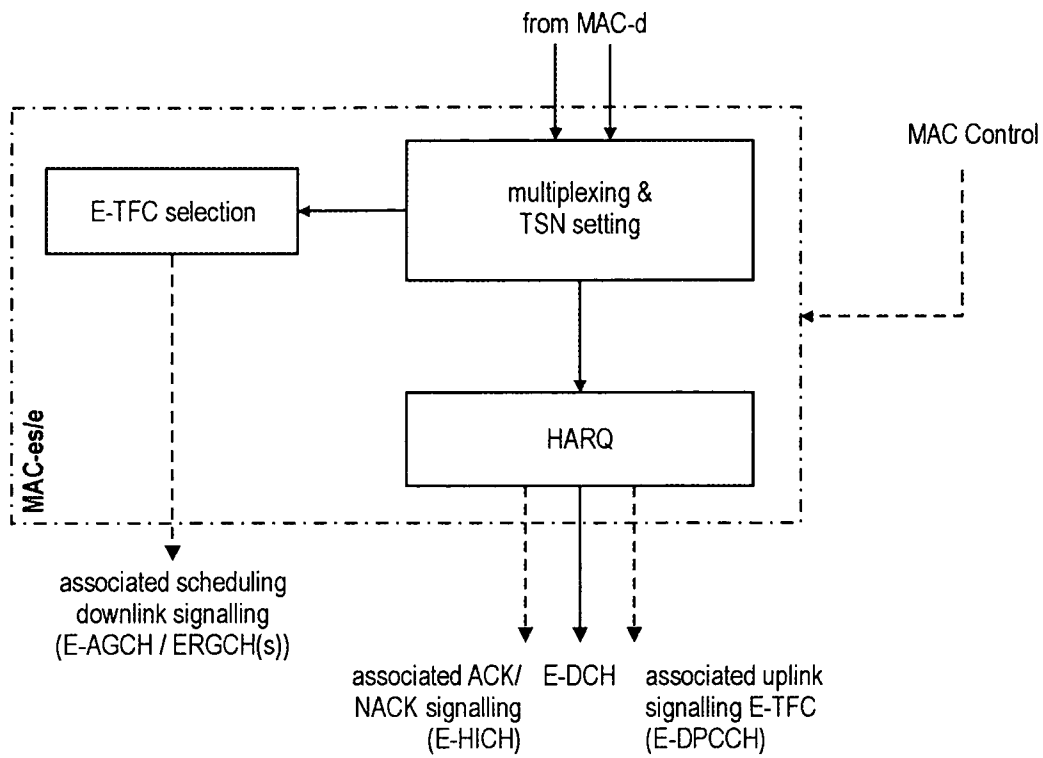 from MAC-d
MAC Control
multiplexing &
TSN setting
E-TFC selection
HARQ
MAC-es/e
associated scheduling
downlink signalling
(E-AGCH / ERGCH(s))
associated ACK/
NACK signalling
(E-HICH)
E-DCH
associated uplink
signalling E-TFC
(E-DPCCH)